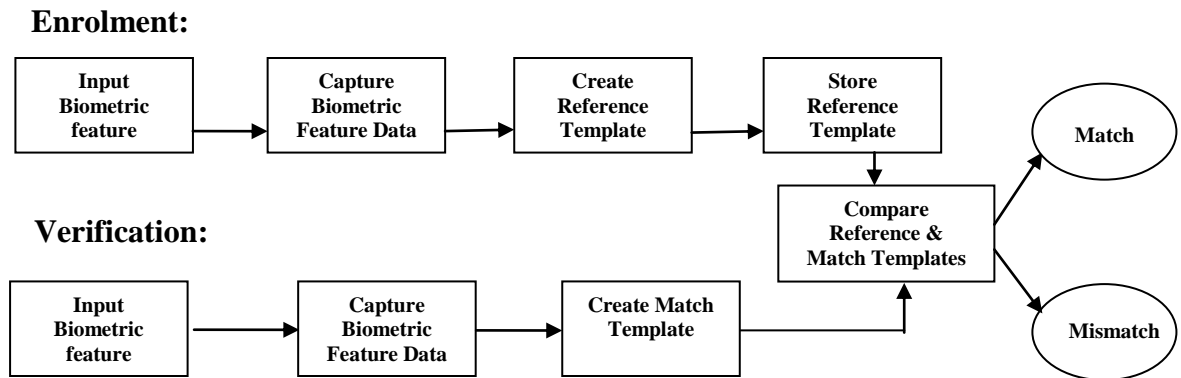 Enrolment:
Input
Biometric
feature
Capture
Biometric
Feature Data
Create
Reference
Template
Store
Reference
Template
Match
Compare
Reference &
Match Templates
Verification:
Input
Biometric
feature
Capture
Biometric
Feature Data
Create Match
Template
Mismatch